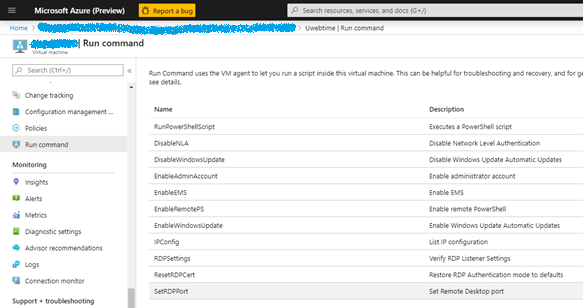 Microsoft Azure (Preview)
Report a bug
Search resources, services, and docs (G+/)
Home >
> Uwebtime | Run command
| Run command
Virtual machine
Search (Ctrl+/)
«
Change tracking
Configuration management ...
Policies
Run command
Monitoring
Insights
Alerts
Metrics
Diagnostic settings
Advisor recommendations
Logs
Connection monitor
Support + troubleshooting
Run Command uses the VM agent to let you run a script inside this virtual machine. This can be helpful for troubleshooting and recovery, and for ge
see details.
Name Description
RunPowerShellScript Executes a PowerShell script
DisableNLA Disable Network Level Authentication
DisableWindowsUpdate Disable Windows Update Automatic Updates
EnableAdminAccount Enable administrator account
EnableEMS Enable EMS
EnableRemotePS Enable remote PowerShell
EnableWindowsUpdate Enable Windows Update Automatic Updates
IPConfig List IP configuration
RDPSettings Verify RDP Listener Settings
ResetRDPCert Restore RDP Authentication mode to defaults
SetRDPPort Set Remote Desktop port